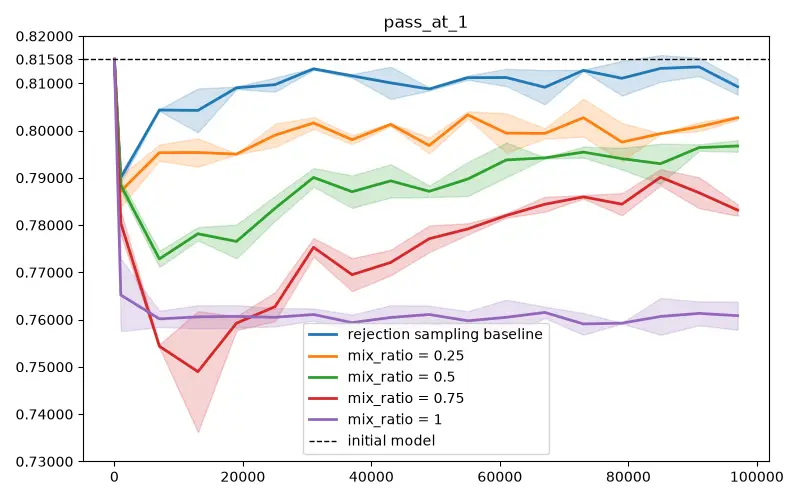 pass_at_1
0.82000
0.81508
0.81000
0.80000
0.79000
0.78000
0.77000
0.76000
0.75000
0.74000
0.73000
rejection sampling baseline
mix_ratio = 0.25
mix_ratio = 0.5
mix_ratio = 0.75
mix_ratio = 1
initial model
0 20000 40000 60000 80000 100000